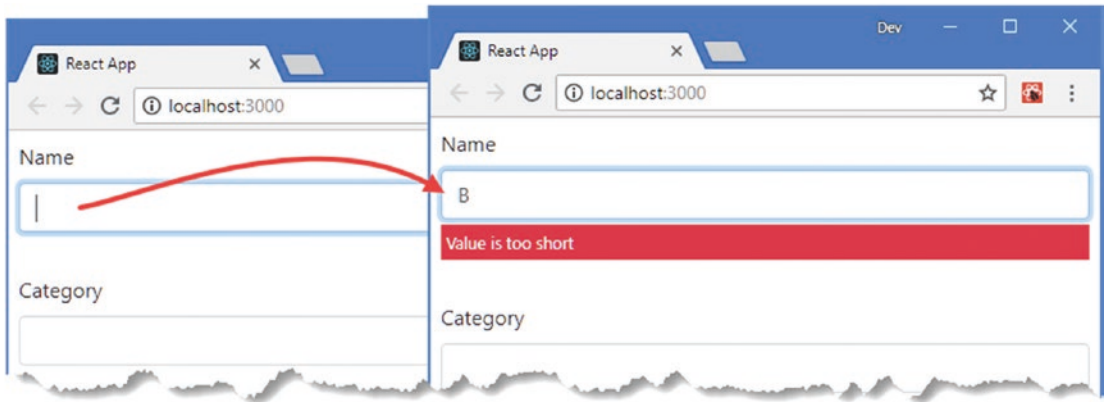 React App
localhost:3000
Name
Category
Dev
React App
localhost:3000
Name
B
Value is too short
Category